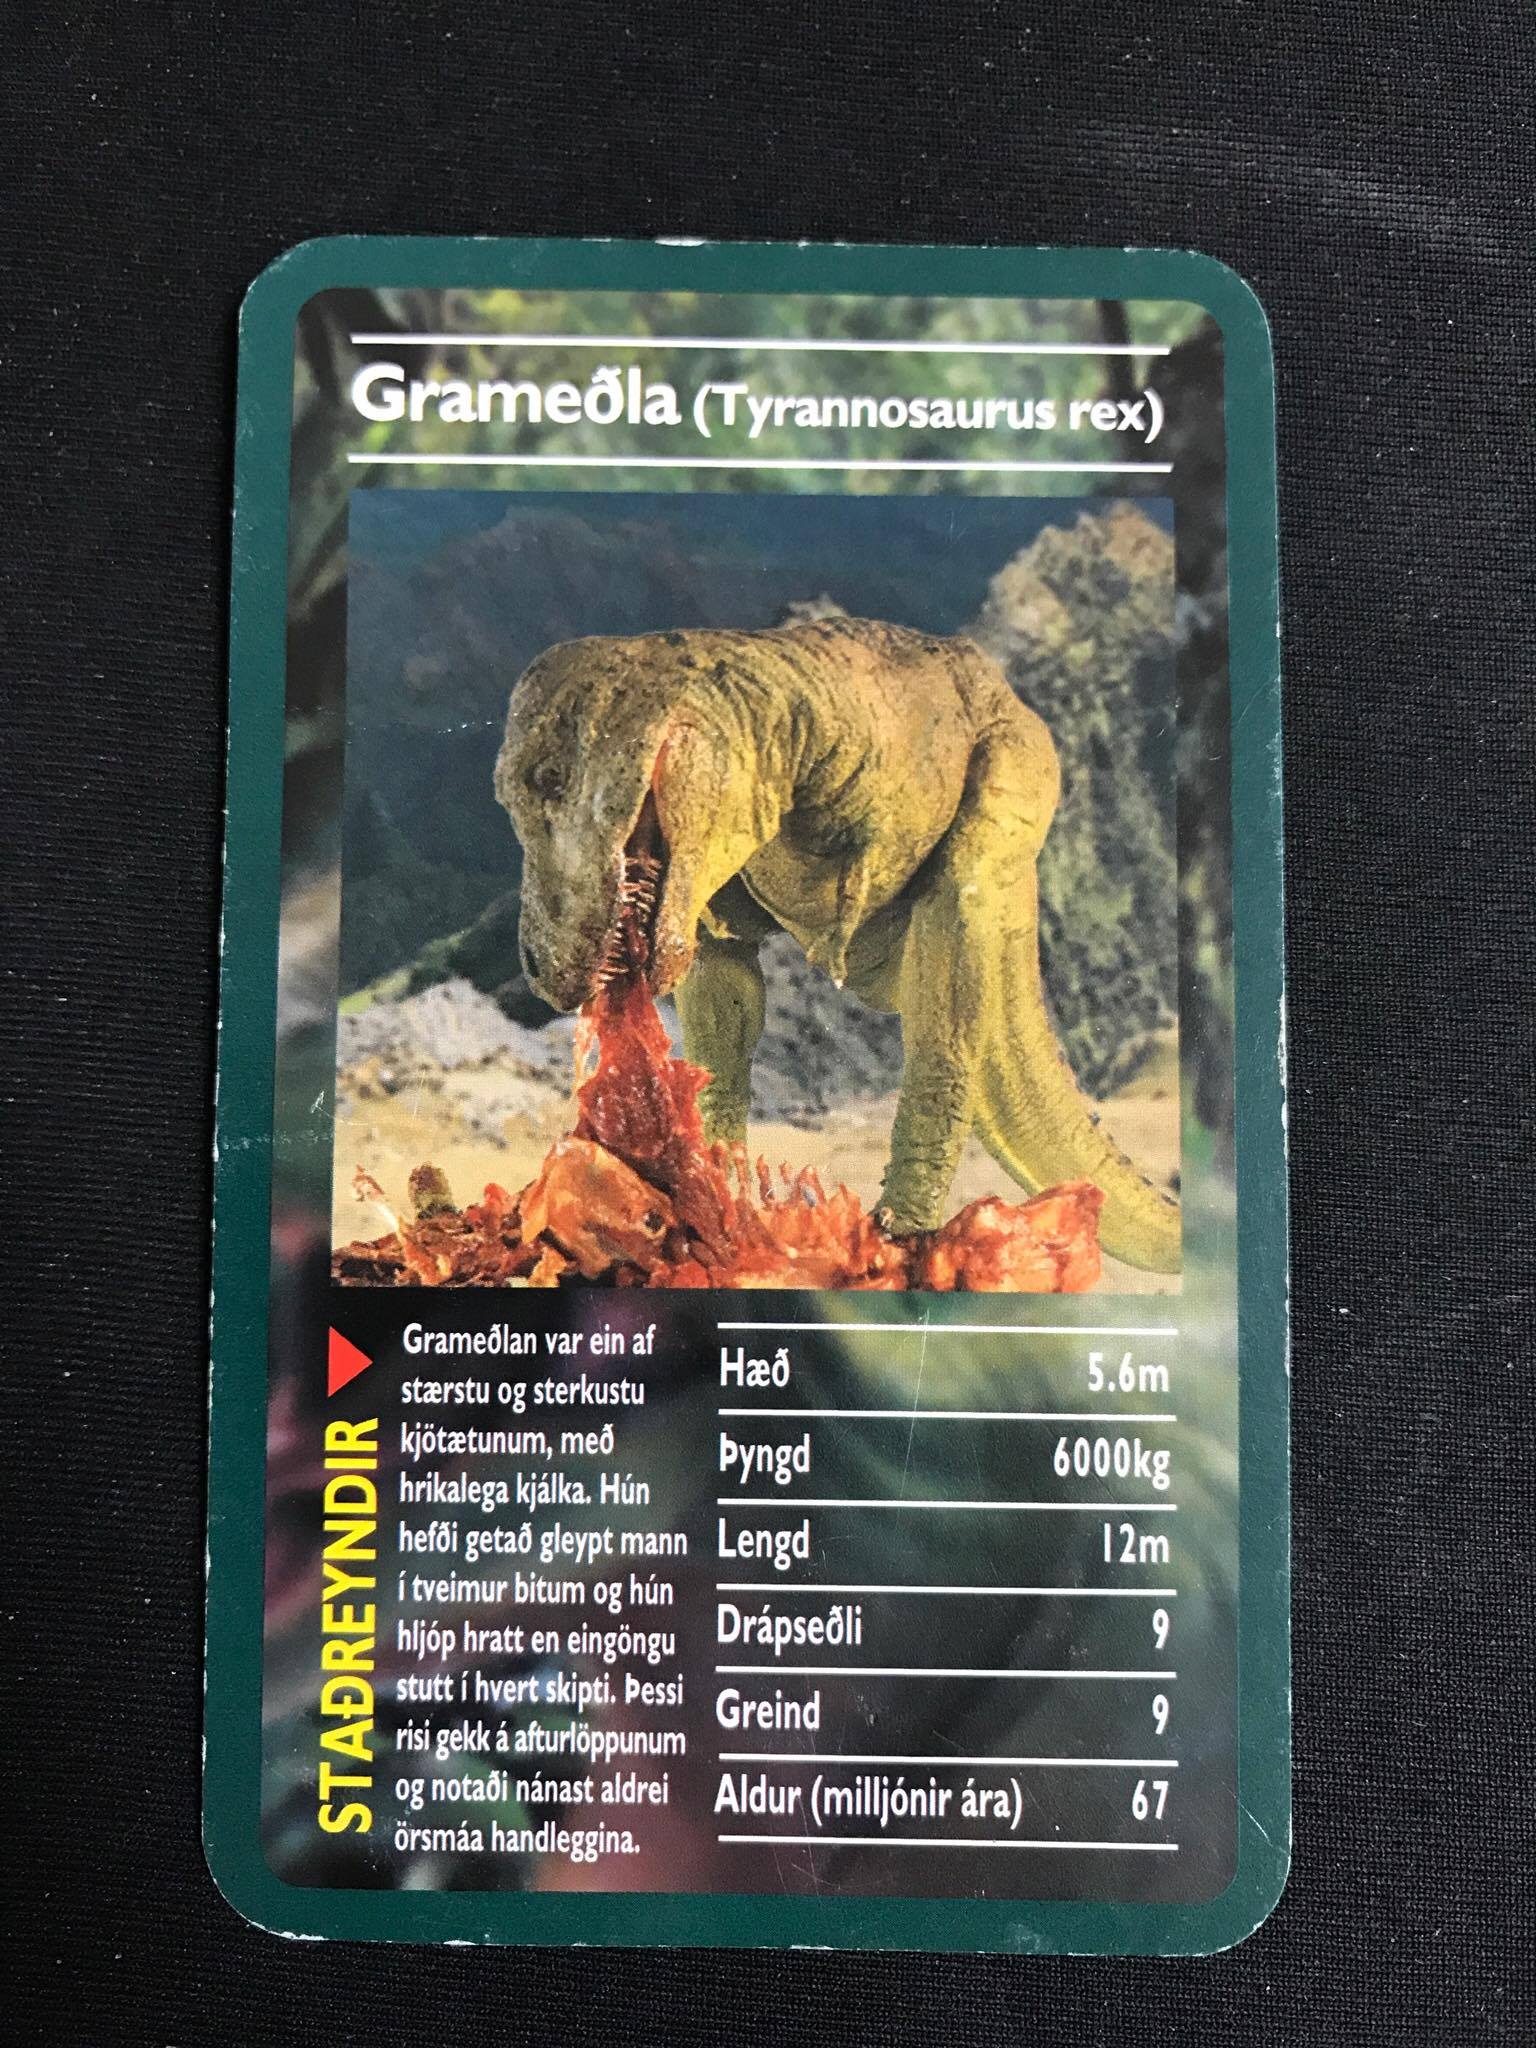 Grameðla (Tyrannosaurus rex)
STAÐREYNDIR
Grameðlan var ein af
stærstu og sterkustu
kjötætunum, með
hrikalega kjálka. Hún
hefði getað gleypt mann
í tveimur bitum og hún
hljóp hratt en eingöngu
stutt í hvert skipti. Þessi
risi gekk á afturlöppunum
og notaði nánast aldrei
örsmáa handleggina.
Hæð 5.6m
Þyngd 6000kg
Lengd 12m
Drápseðli 9
Greind 9
Aldur (milljónir ára) 67